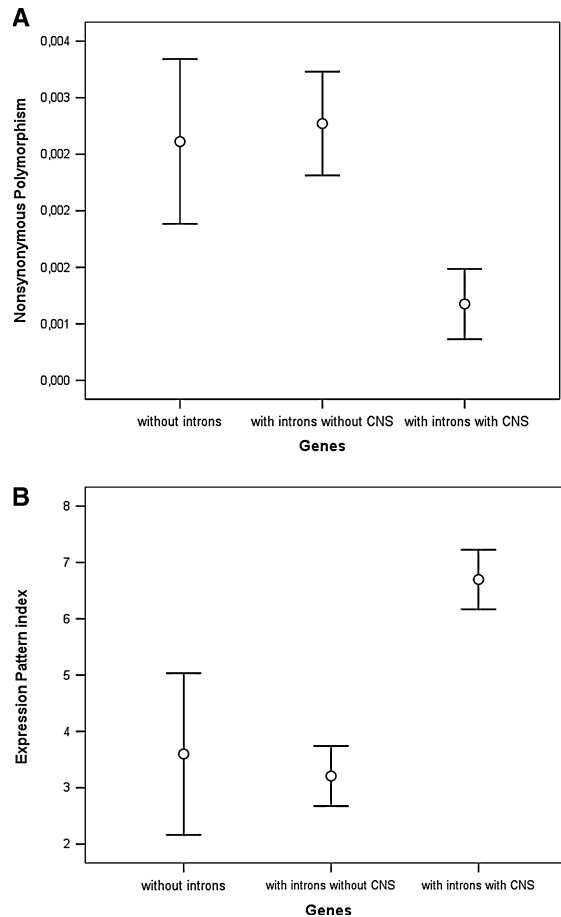 A
0,004
0,003
0,002
0,002
0,002
0,001
0,000
Nonsynonymous Polymorphism
without introns
with introns without CNS
with introns with CNS
Genes
B
8
7
6
5
4
3
2
Expression Pattern index
without introns
with introns without CNS
with introns with CNS
Genes